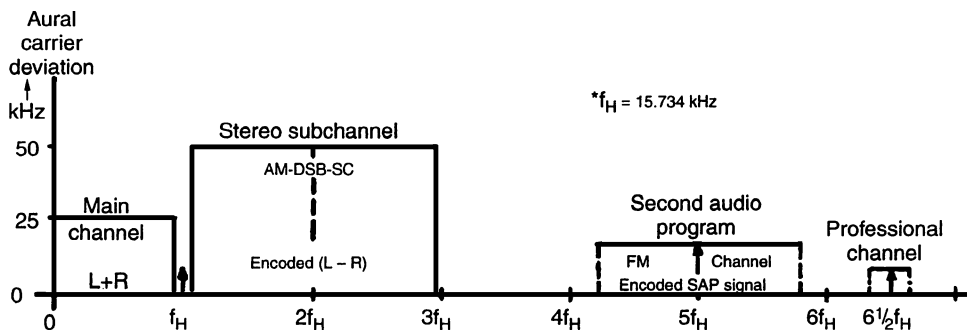 Aural
carrier
deviation
kHz
*fH = 15.734 kHz
50
25
0
Stereo subchannel
AM-DSB-SC
Encoded (L – R)
Main
channel
L+R
Second audio
program
FM Channel
Encoded SAP signal
Professional
channel
0 fH 2fH 3fH 4fH 5fH 6fH 6½fH